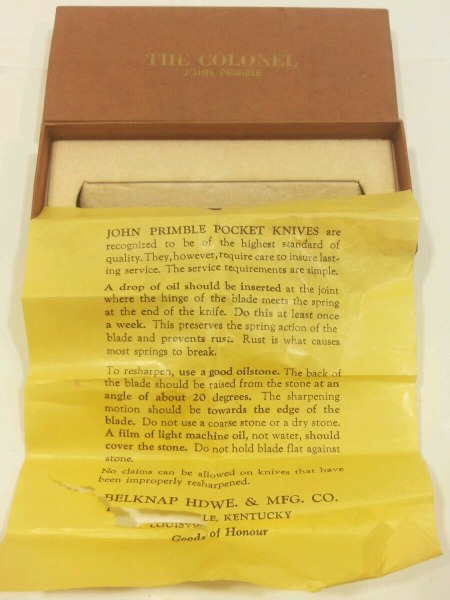 THE COLONEL
JOHN PRIMBLE
JOHN PRIMBLE POCKET KNIVES are
recognized to be of the highest standard of
quality. They, however, require care to insure last-
ing service. The service requirements are simple.
A drop of oil should be inserted at the joint
where the hinge of the blade meets the spring
at the end of the knife. Do this at least once
a week. This preserves the spring action of the
blade and prevents rust. Rust is what causes
most springs to break.
To resharpen, use a good oilstone. The back of
the blade should be raised from the stone at an
angle of about 20 degrees. The sharpening
motion should be towards the edge of the
blade. Do not use a coarse stone or a dry stone.
A film of light machine oil, not water, should
cover the stone. Do not hold blade flat against
stone.
No claims can be allowed on knives that have
been improperly resharpened.
BELKNAP HDWE. & MFG. CO.
KENTUCKY
Goods of Honour